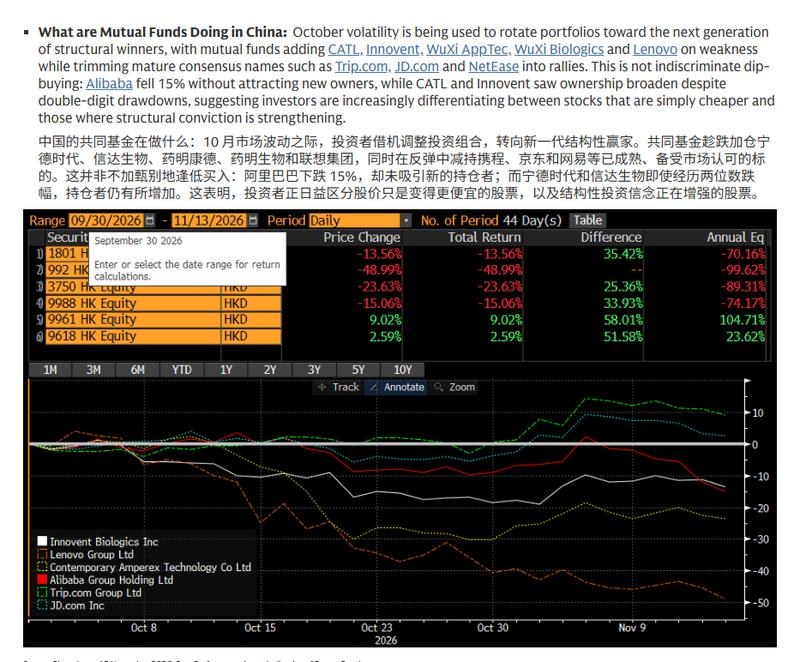 What are Mutual Funds Doing in China: October volatility is being used to rotate portfolios toward the next generation
of structural winners, with mutual funds adding CATL, Innovent, WuXi AppTec, WuXi Biologics and Lenovo on weakness
while trimming mature consensus names such as Trip.com, JD.com and NetEase into rallies. This is not indiscriminate dip-
buying: Alibaba fell 15% without attracting new owners, while CATL and Innovent saw ownership broaden despite
double-digit drawdowns, suggesting investors are increasingly differentiating between stocks that are simply cheaper and
those where structural conviction is strengthening.
中国的共同基金在做什么：10 月市场波动之际，投资者借机调整投资组合，转向新一代结构性赢家。共同基金趁跌加仓宁
德时代、信达生物、药明康德、药明生物和联想集团，同时在反弹中减持携程、京东和网易等已成熟、备受市场认可的标
的。这并非不加甄别地逢低买入：阿里巴巴下跌 15%，却未吸引新的持仓者；而宁德时代和信达生物即使经历两位数跌
幅，持仓者仍有所增加。这表明，投资者正日益区分股价只是变得更便宜的股票，以及结构性投资信念正在增强的股票。
Range 09/30/2026 - 11/13/2026 Period Daily No. of Period 44 Day(s) Table
Securit Price Change Total Return Difference Annual Eq
September 30 2026
Enter or select the date range for return
calculations.
1) 1801 H -13.56% -13.56% 35.42% -70.16%
2) 992 HK -48.99% -48.99% -- -99.62%
3) 3750 HK Equity HKD -23.63% -23.63% 25.36% -89.31%
4) 9988 HK Equity HKD -15.06% -15.06% 33.93% -74.17%
5) 9961 HK Equity HKD 9.02% 9.02% 58.01% 104.71%
6) 9618 HK Equity HKD 2.59% 2.59% 51.58% 23.62%
1M 3M 6M YTD 1Y 2Y 3Y 5Y 10Y
Track Annotate Zoom
10
0
-10
-20
-30
-40
-50
Innovent Biologics Inc
Lenovo Group Ltd
Contemporary Amperex Technology Co Ltd
Alibaba Group Holding Ltd
Trip.com Group Ltd
JD.com Inc
Oct 8 Oct 15 Oct 23 Oct 30 Nov 9
2026